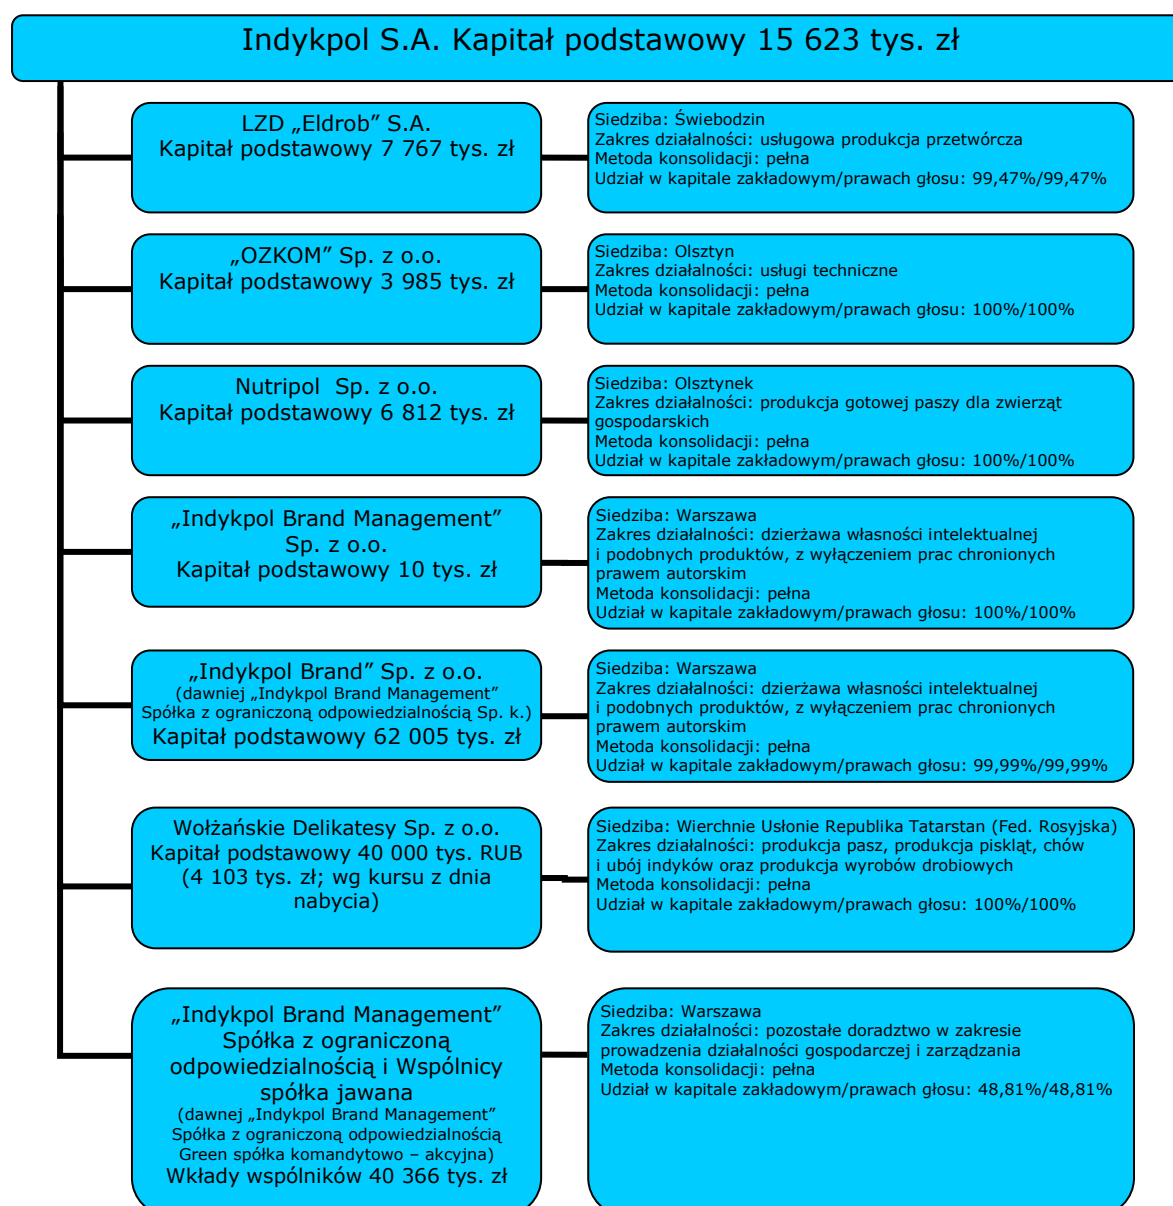 Indykpol S.A. Kapitał podstawowy 15 623 tys. zł
LZD „Eldrob” S.A.
Kapitał podstawowy 7 767 tys. zł
Siedziba: Świebodzin
Zakres działalności: usługowa produkcja przetwórcza
Metoda konsolidacji: pełna
Udział w kapitale zakładowym/prawach głosu: 99,47%/99,47%
„OZKOM” Sp. z o.o.
Kapitał podstawowy 3 985 tys. zł
Siedziba: Olsztyn
Zakres działalności: usługi techniczne
Metoda konsolidacji: pełna
Udział w kapitale zakładowym/prawach głosu: 100%/100%
Nutripol Sp. z o.o.
Kapitał podstawowy 6 812 tys. zł
Siedziba: Olsztynek
Zakres działalności: produkcja gotowej paszy dla zwierząt
gospodarskich
Metoda konsolidacji: pełna
Udział w kapitale zakładowym/prawach głosu: 100%/100%
„Indykpol Brand Management”
Sp. z o.o.
Kapitał podstawowy 10 tys. zł
Siedziba: Warszawa
Zakres działalności: dzierżawa własności intelektualnej
i podobnych produktów, z wyłączeniem prac chronionych
prawem autorskim
Metoda konsolidacji: pełna
Udział w kapitale zakładowym/prawach głosu: 100%/100%
„Indykpol Brand” Sp. z o.o.
(dawniej „Indykpol Brand Management”
Spółka z ograniczoną odpowiedzialnością Sp. k.)
Kapitał podstawowy 62 005 tys. zł
Siedziba: Warszawa
Zakres działalności: dzierżawa własności intelektualnej
i podobnych produktów, z wyłączeniem prac chronionych
prawem autorskim
Metoda konsolidacji: pełna
Udział w kapitale zakładowym/prawach głosu: 99,99%/99,99%
Wołżańskie Delikatesy Sp. z o.o.
Kapitał podstawowy 40 000 tys. RUB
(4 103 tys. zł; wg kursu z dnia
nabycia)
Siedziba: Wierchnie Usłonie Republika Tatarstan (Fed. Rosyjska)
Zakres działalności: produkcja pasz, produkcja piskląt, chów
i ubój indyków oraz produkcja wyrobów drobiowych
Metoda konsolidacji: pełna
Udział w kapitale zakładowym/prawach głosu: 100%/100%
„Indykpol Brand Management”
Spółka z ograniczoną
odpowiedzialnością i Wspólnicy
spółka jawana
(dawnej „Indykpol Brand Management”
Spółka z ograniczoną odpowiedzialnością
Green spółka komandytowo – akcyjna)
Wkłady wspólników 40 366 tys. zł
Siedziba: Warszawa
Zakres działalności: pozostałe doradztwo w zakresie
prowadzenia działalności gospodarczej i zarządzania
Metoda konsolidacji: pełna
Udział w kapitale zakładowym/prawach głosu: 48,81%/48,81%